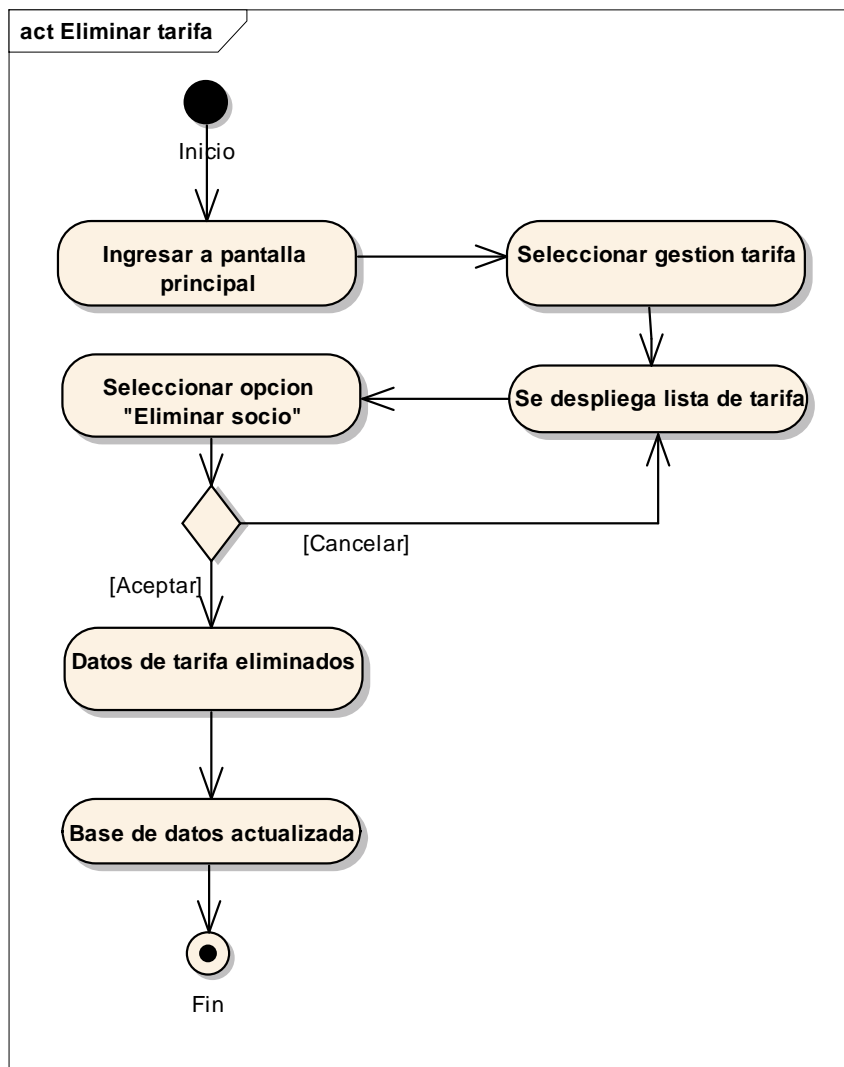 act Eliminar tarifa
Inicio
Ingresar a pantalla
principal
Seleccionar gestion tarifa
Se despliega lista de tarifa
Seleccionar opcion
"Eliminar socio"
[Cancelar]
[Aceptar]
Datos de tarifa eliminados
Base de datos actualizada
Fin